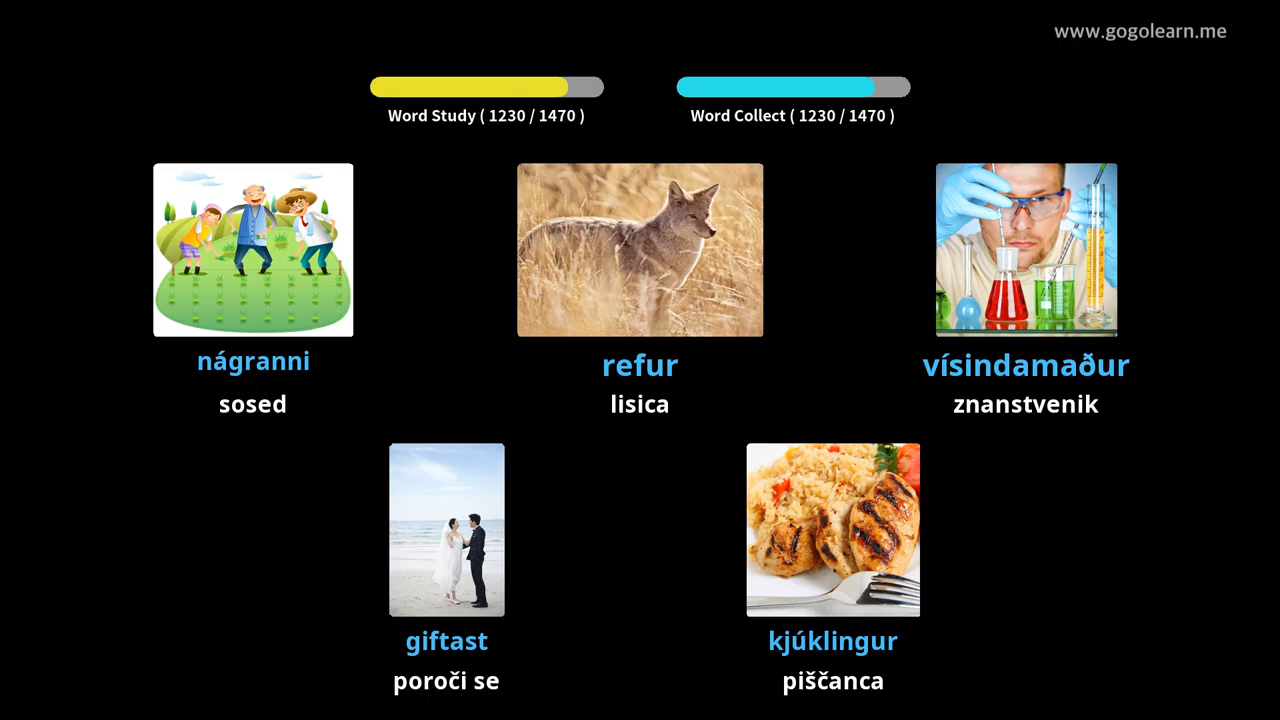 www.gogolearn.me
Word Study ( 1230 / 1470 )
Word Collect ( 1230 / 1470 )
nágranni
sosed
refur
lisica
vísindamaður
znanstvenik
giftast
poroči se
kjúklingur
piščanca